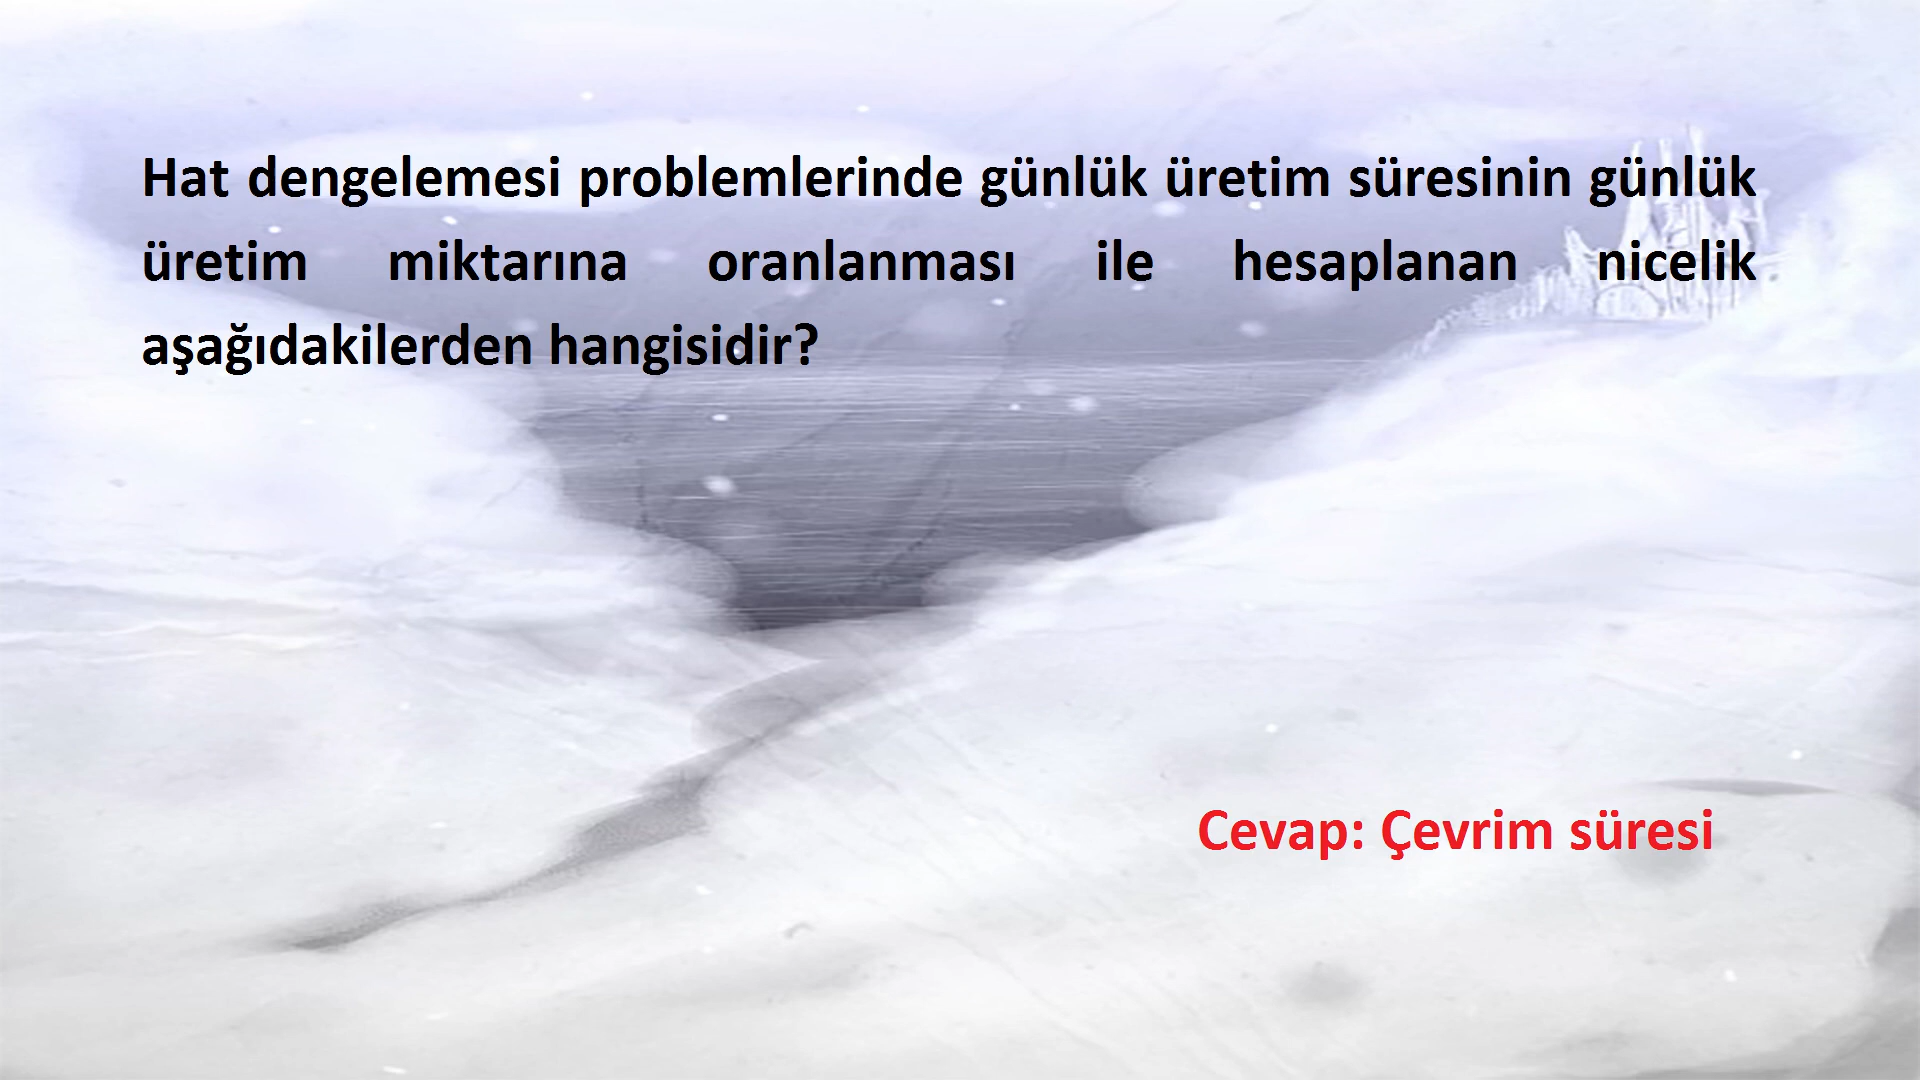 Hat dengelemesi problemlerinde günlük üretim süresinin günlük
üretim miktarına oranlanması ile hesaplanan nicelik
aşağıdakilerden hangisidir?
Cevap: Çevrim süresi